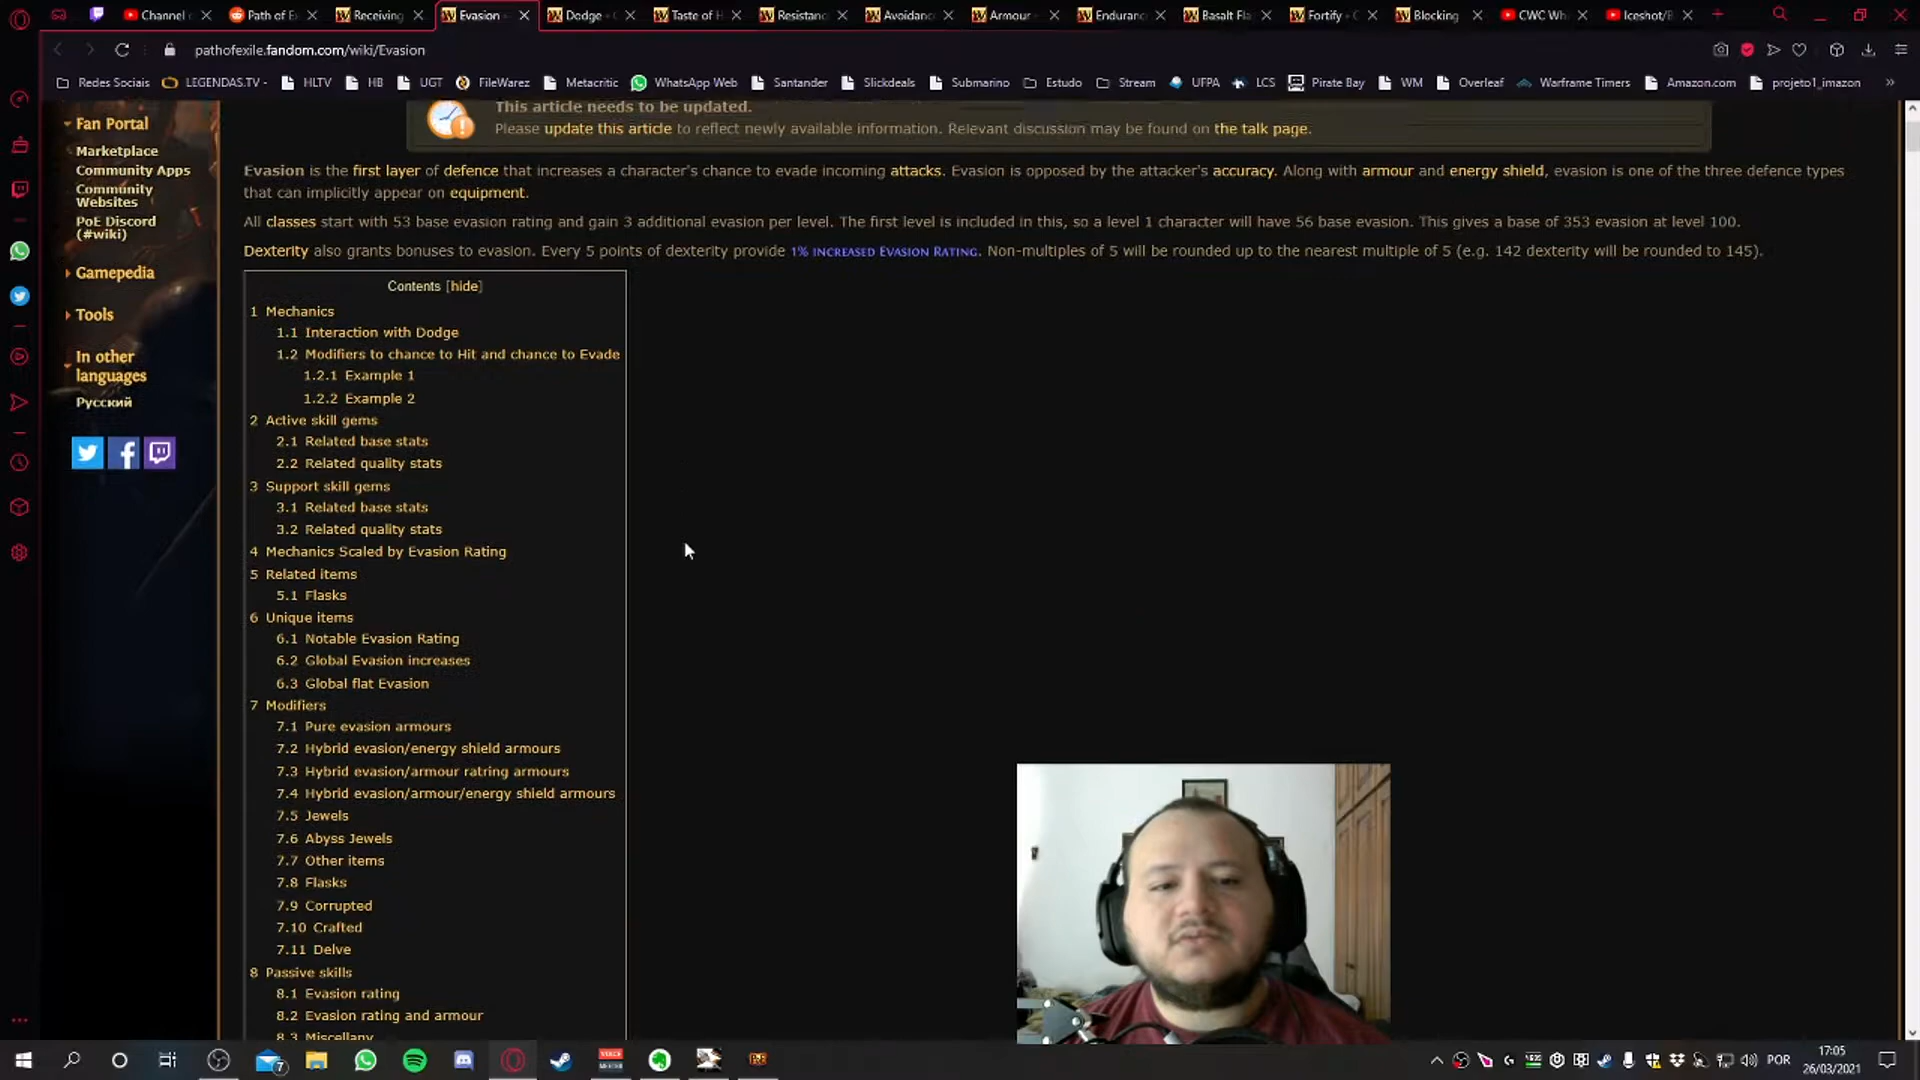 Channel
Path of E
Receiving
Evasion -
Dodge -
Taste of H
Resistanc
Avoidanc
Armour -
Enduranc
Basalt Fla
Fortify -
Blocking
CWC Wh
Iceshot/E
pathofexile.fandom.com/wiki/Evasion
Redes Sociais
LEGENDAS.TV -
HLTV
HB
UGT
FileWarez
Metacritic
WhatsApp Web
Santander
Slickdeals
Submarino
Estudo
Stream
UFPA
LCS
Pirate Bay
WM
Overleaf
Warframe Timers
Amazon.com
projeto1_imazon
Fan Portal
Marketplace
Community Apps
Community
Websites
PoE Discord
(#wiki)
Gamepedia
Tools
In other
languages
Русский
This article needs to be updated.
Please update this article to reflect newly available information. Relevant discussion may be found on the talk page.
Evasion is the first layer of defence that increases a character's chance to evade incoming attacks. Evasion is opposed by the attacker's accuracy. Along with armour and energy shield, evasion is one of the three defence types
that can implicitly appear on equipment.
All classes start with 53 base evasion rating and gain 3 additional evasion per level. The first level is included in this, so a level 1 character will have 56 base evasion. This gives a base of 353 evasion at level 100.
Dexterity also grants bonuses to evasion. Every 5 points of dexterity provide 1% INCREASED EVASION RATING. Non-multiples of 5 will be rounded up to the nearest multiple of 5 (e.g. 142 dexterity will be rounded to 145).
Contents [hide]
1 Mechanics
1.1 Interaction with Dodge
1.2 Modifiers to chance to Hit and chance to Evade
1.2.1 Example 1
1.2.2 Example 2
2 Active skill gems
2.1 Related base stats
2.2 Related quality stats
3 Support skill gems
3.1 Related base stats
3.2 Related quality stats
4 Mechanics Scaled by Evasion Rating
5 Related items
5.1 Flasks
6 Unique items
6.1 Notable Evasion Rating
6.2 Global Evasion increases
6.3 Global flat Evasion
7 Modifiers
7.1 Pure evasion armours
7.2 Hybrid evasion/energy shield armours
7.3 Hybrid evasion/armour ratring armours
7.4 Hybrid evasion/armour/energy shield armours
7.5 Jewels
7.6 Abyss Jewels
7.7 Other items
7.8 Flasks
7.9 Corrupted
7.10 Crafted
7.11 Delve
8 Passive skills
8.1 Evasion rating
8.2 Evasion rating and armour
8.3 Miscellany
7
POR
17:05
26/03/2021